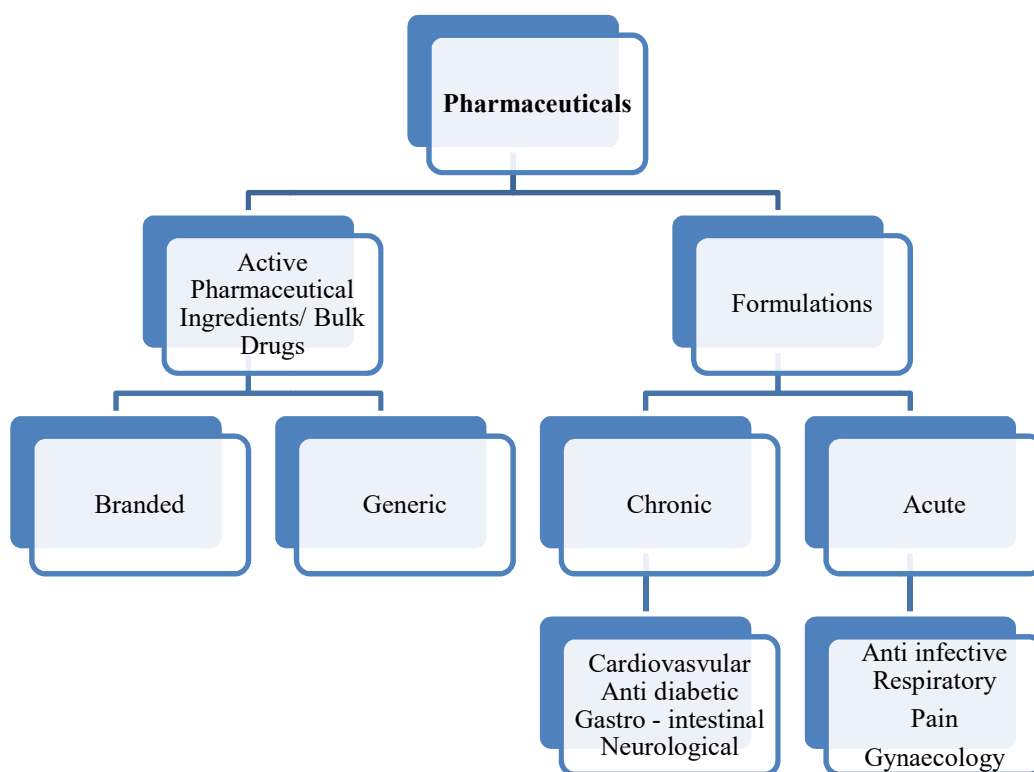 Pharmaceuticals
Active
Pharmaceutical
Ingredients/ Bulk
Drugs
Formulations
Branded
Generic
Chronic
Acute
Cardiovasvular
Anti diabetic
Gastro - intestinal
Neurological
Anti infective
Respiratory
Pain
Gynaecology